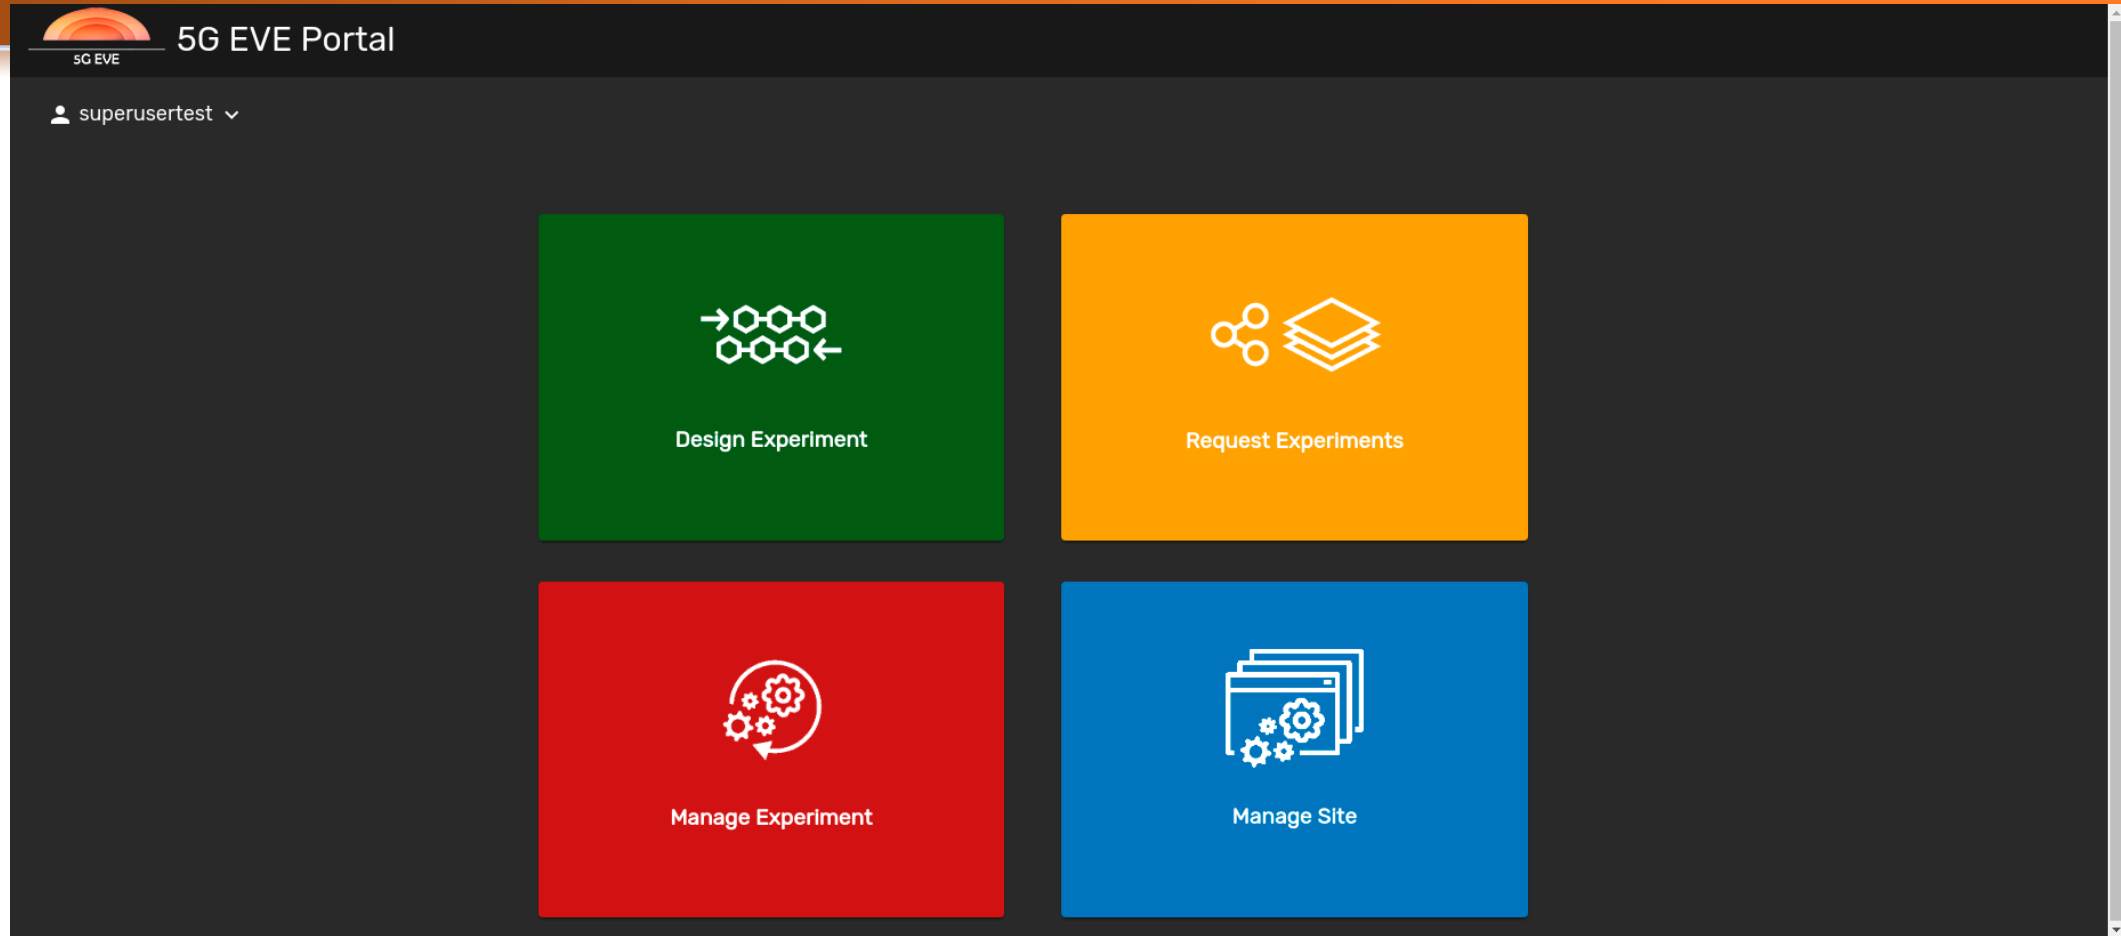 5G EVE
5G EVE Portal
superusertest
Design Experiment
Request Experiments
Manage Experiment
Manage Site